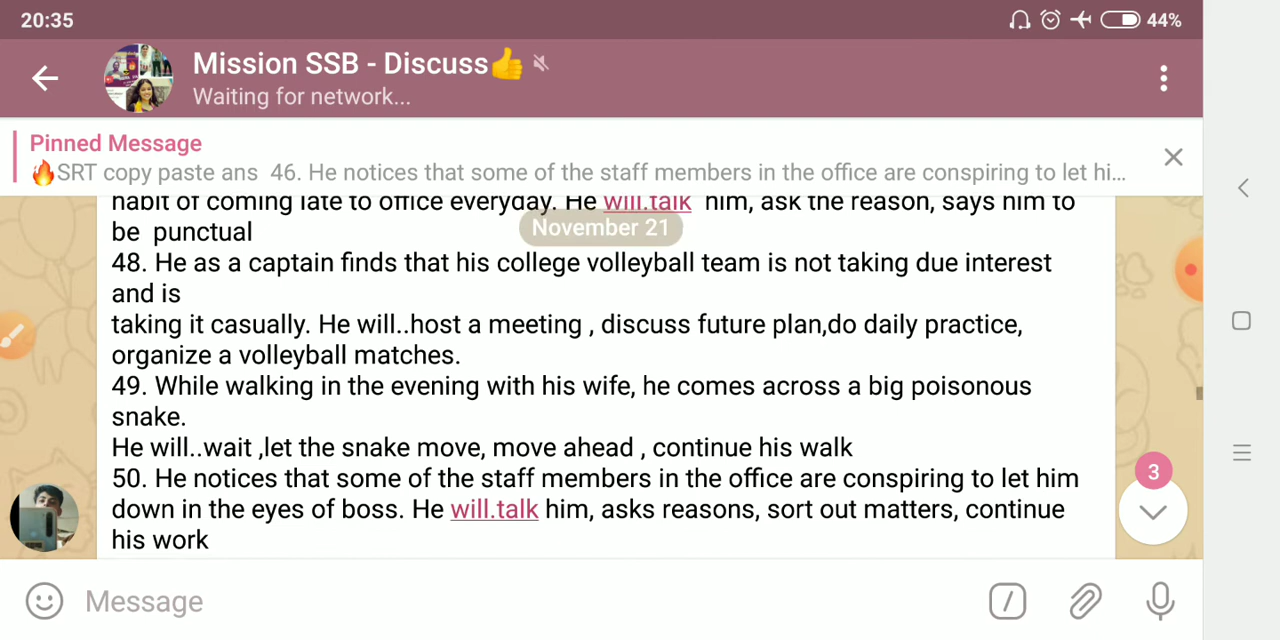 20:35
44%
Mission SSB - Discuss👍
Waiting for network...
Pinned Message
🔥SRT copy paste ans 46. He notices that some of the staff members in the office are conspiring to let hi...
habit of coming late to office everyday. He will.talk him, ask the reason, says him to
be punctual
November 21
48. He as a captain finds that his college volleyball team is not taking due interest
and is
taking it casually. He will..host a meeting , discuss future plan,do daily practice,
organize a volleyball matches.
49. While walking in the evening with his wife, he comes across a big poisonous
snake.
He will..wait ,let the snake move, move ahead , continue his walk
50. He notices that some of the staff members in the office are conspiring to let him
down in the eyes of boss. He will.talk him, asks reasons, sort out matters, continue
his work
3
Message